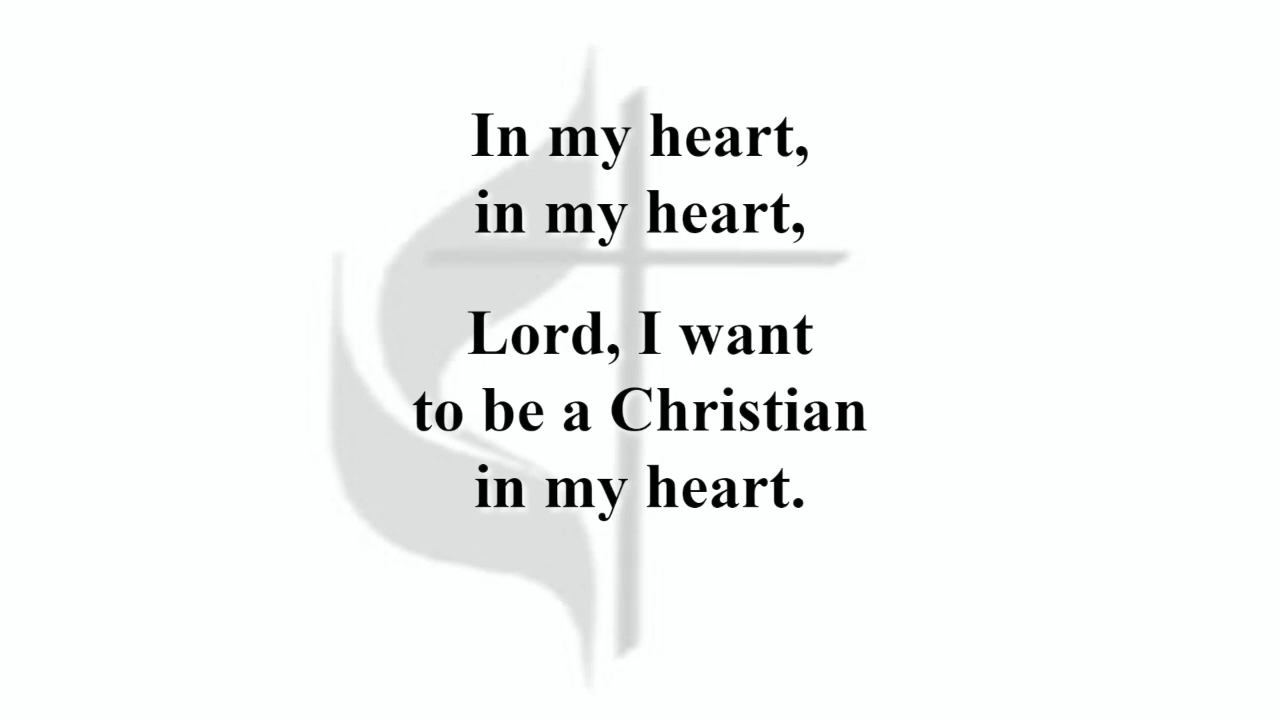 In my heart,
in my heart,
Lord, I want
to be a Christian
in my heart.